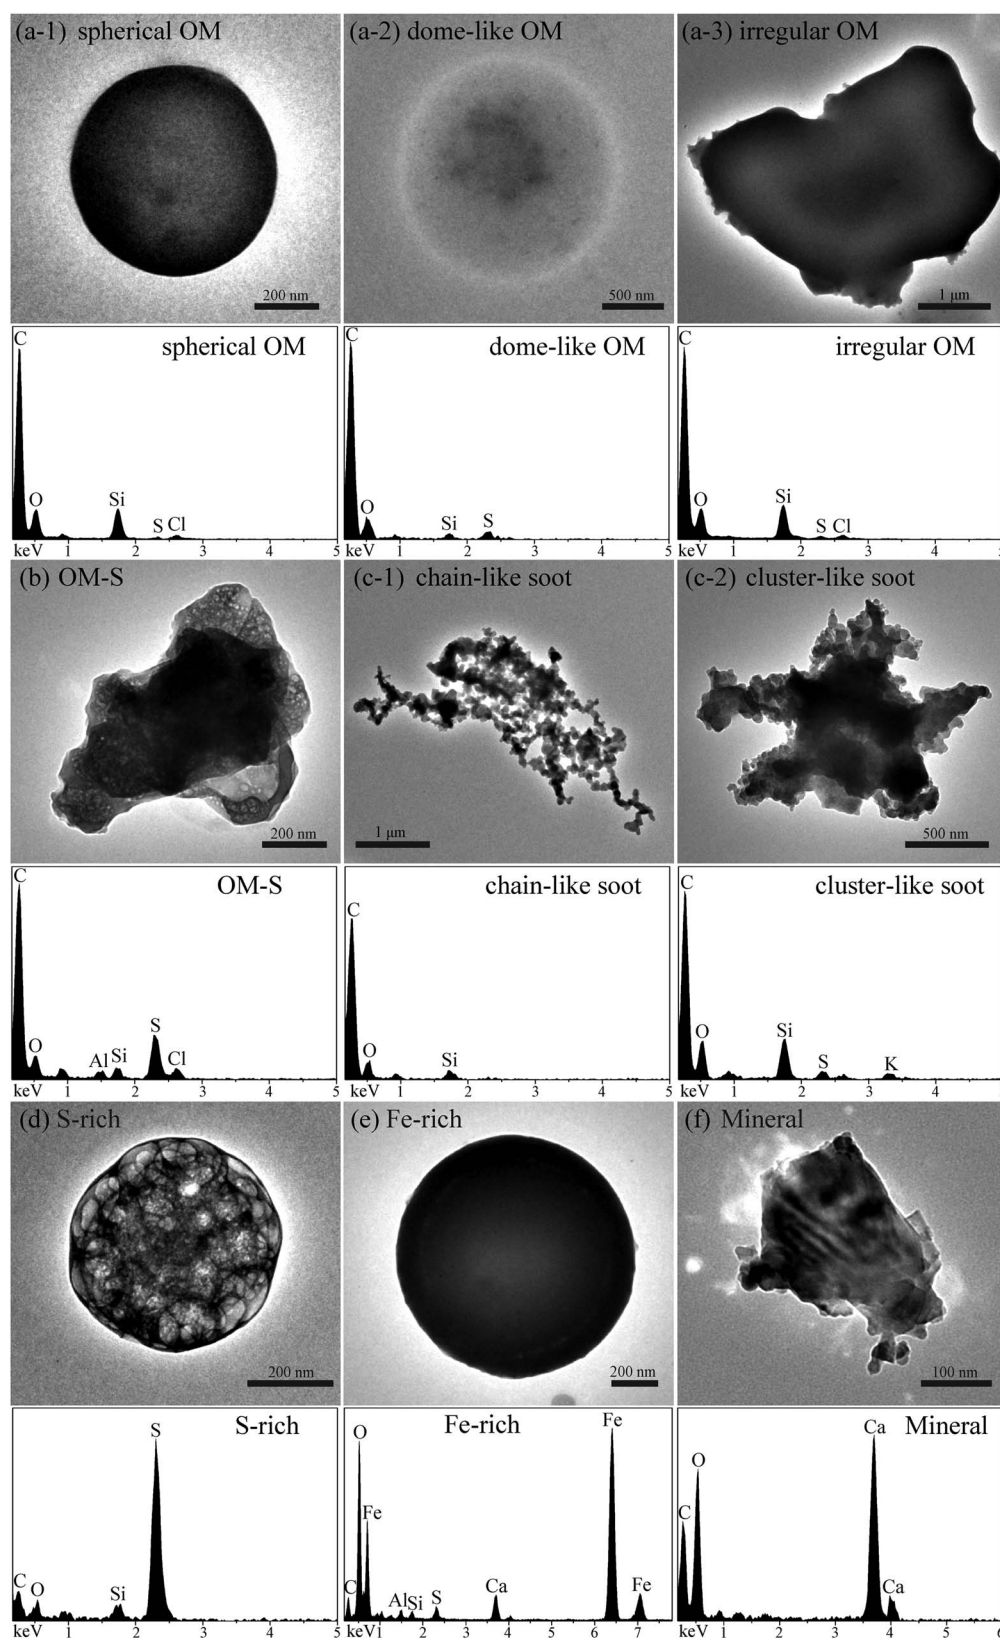 (a-1) spherical OM
(a-2) dome-like OM
(a-3) irregular OM
200 nm
500 nm
1 μm
C
spherical OM
O
Si
S
Cl
keV 1 2 3 4 5
C
dome-like OM
O
Si
S
keV 1 2 3 4 5
C
irregular OM
O
Si
S
Cl
keV 1 2 3 4
(b) OM-S
(c-1) chain-like soot
(c-2) cluster-like soot
200 nm
1 μm
500 nm
C
OM-S
O
Al
Si
S
Cl
keV 1 2 3 4 5
C
chain-like soot
O
Si
keV 1 2 3 4 5
C
cluster-like soot
O
Si
S
K
keV 1 2 3 4
(d) S-rich
(e) Fe-rich
(f) Mineral
200 nm
200 nm
100 nm
S
S-rich
C
O
Si
keV 1 2 3 4 5
Fe-rich
Fe
O
Fe
C
Al
Si
S
Ca
Fe
keV 1 2 3 4 5 6 7
Ca
Mineral
O
C
Ca
keV 1 2 3 4 5 6